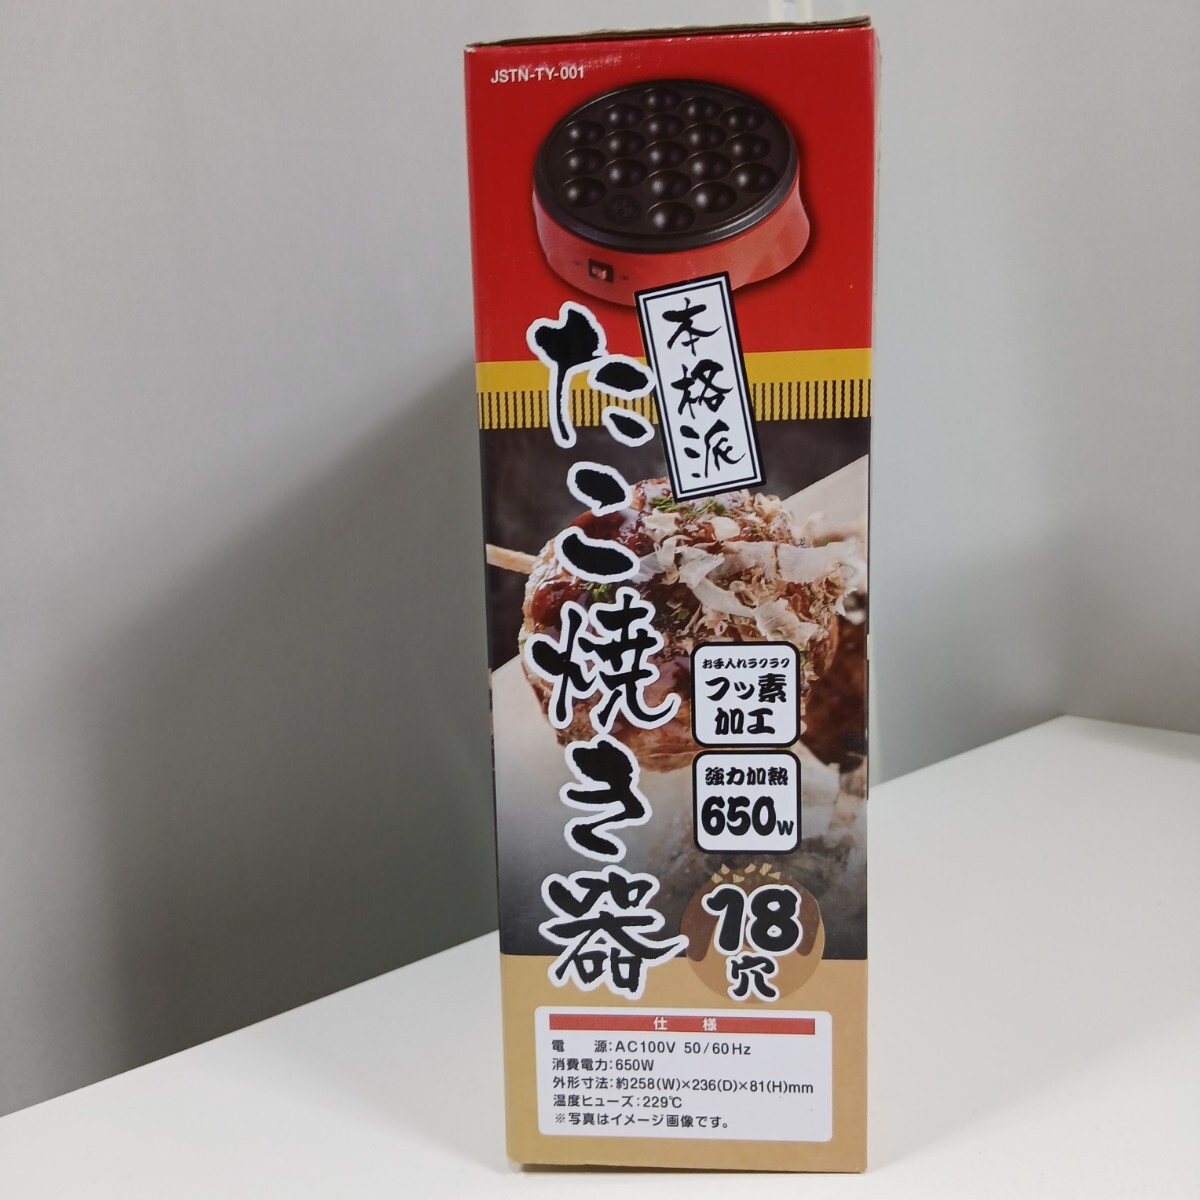 JSTN-TY-001
本格派
たこ焼き器
お手入れラクラク
フッ素
加工
強力加熱
650W
18
穴
仕 様
電 源:AC100V 50/60Hz
消費電力:650W
外形寸法:約258(W)×236(D)×81(H)mm
温度ヒューズ:229℃
※写真はイメージ画像です。